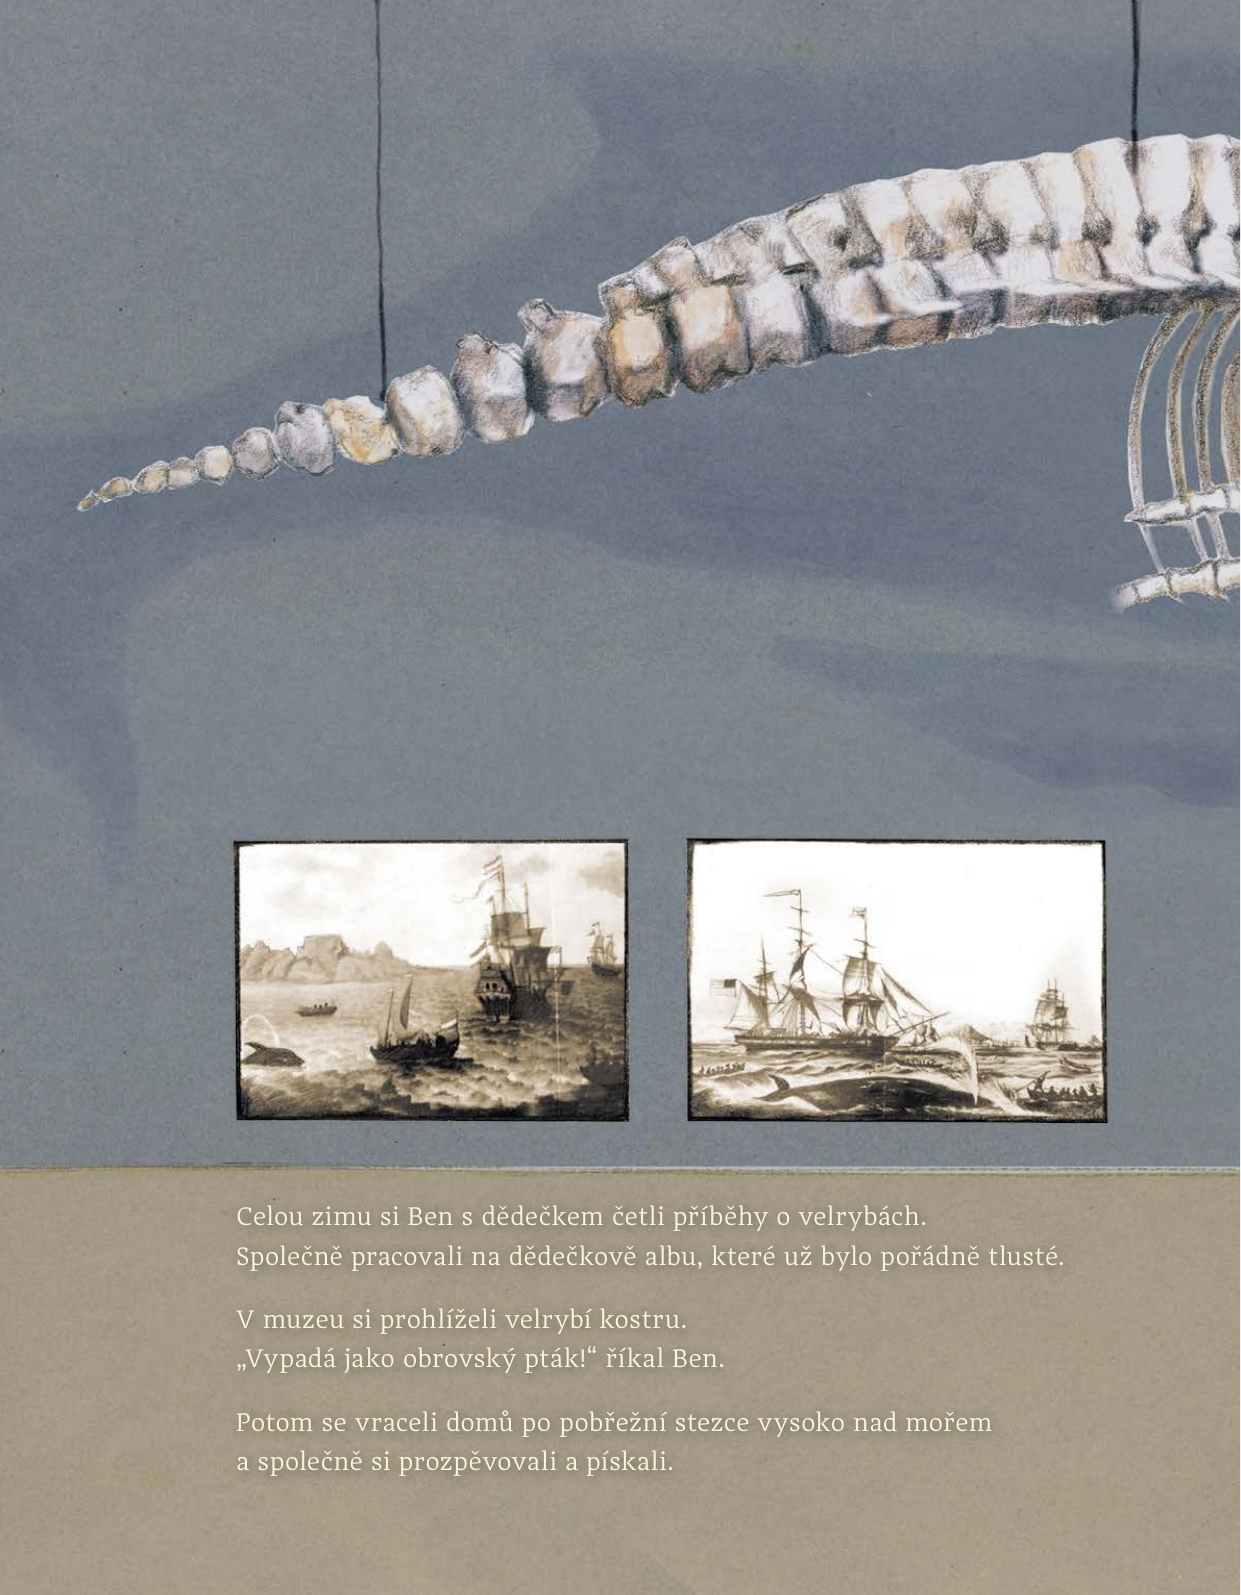 Celou zimu si Ben s dědečkem četli příběhy o velrybách.
Společně pracovali na dědečkově albu, které už bylo pořádně tlusté.
V muzeu si prohlíželi velrybí kostru.
„Vypadá jako obrovský pták!“ říkal Ben.
Potom se vraceli domů po pobřežní stezce vysoko nad mořem
a společně si prozpěvovali a pískali.